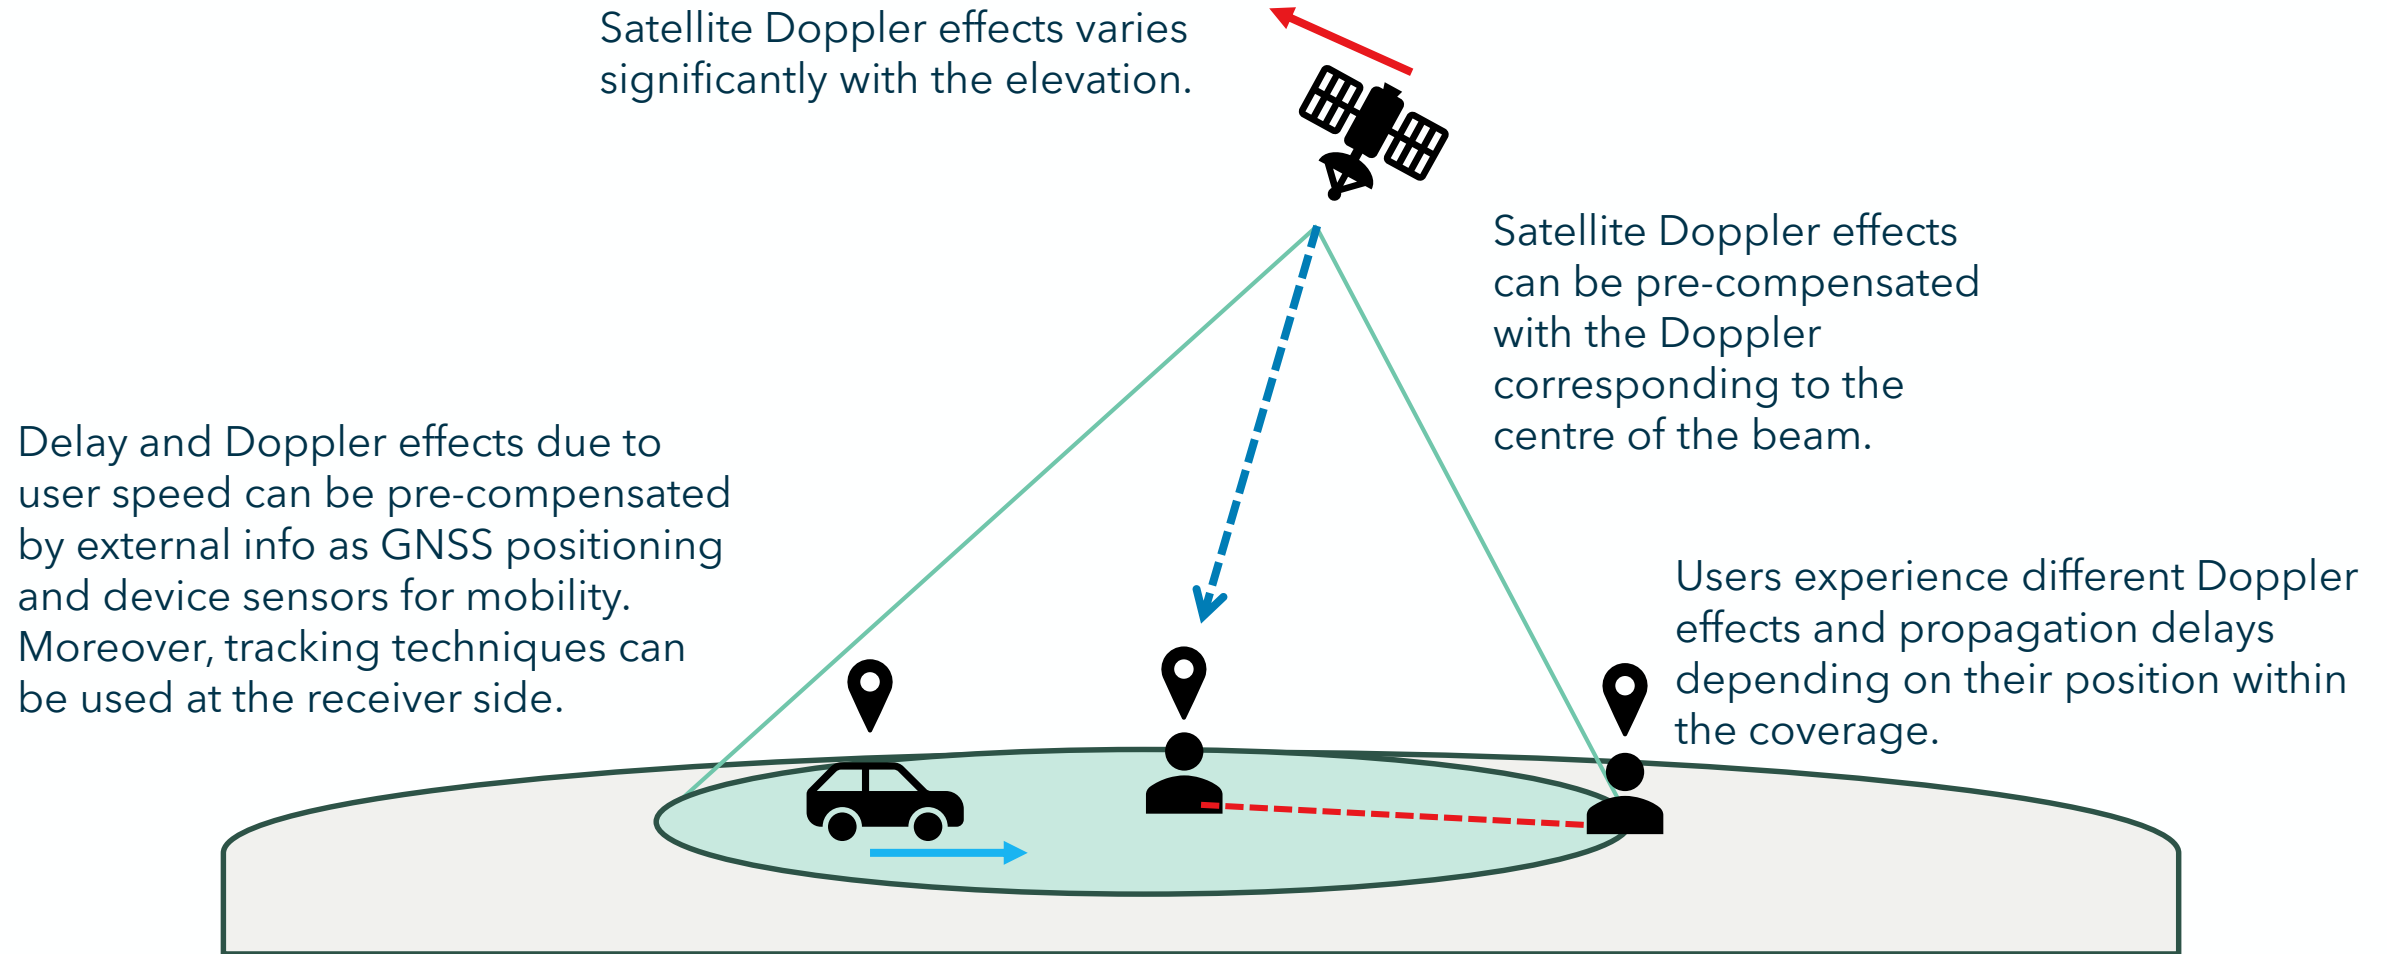 Satellite Doppler effects varies
significantly with the elevation.
Satellite Doppler effects
can be pre-compensated
with the Doppler
corresponding to the
centre of the beam.
Delay and Doppler effects due to
user speed can be pre-compensated
by external info as GNSS positioning
and device sensors for mobility.
Moreover, tracking techniques can
be used at the receiver side.
Users experience different Doppler
effects and propagation delays
depending on their position within
the coverage.